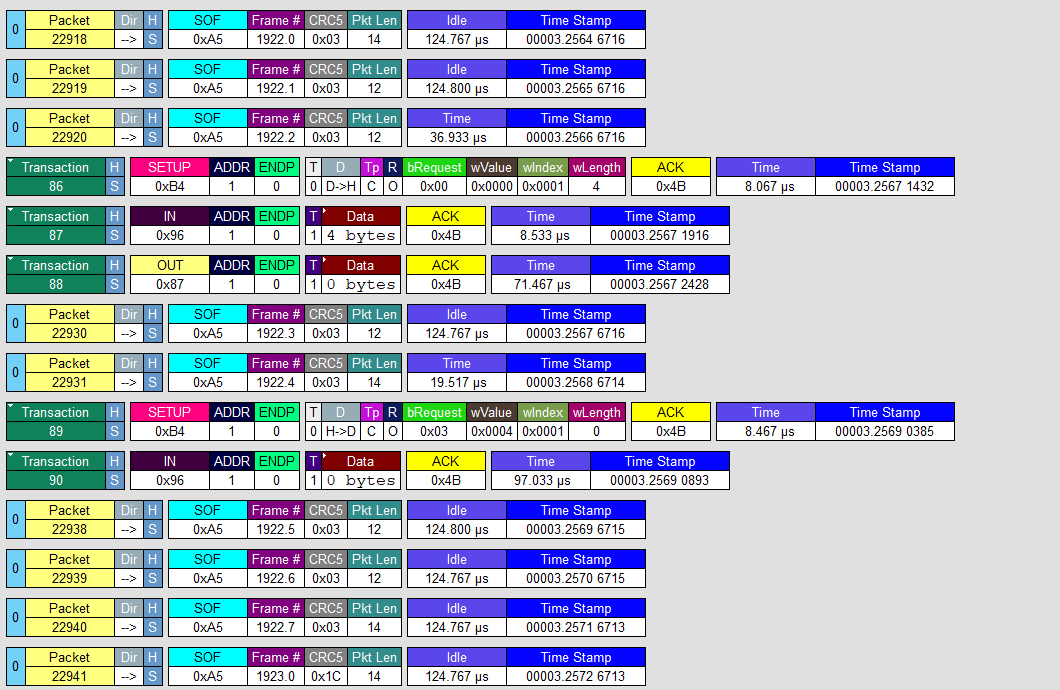 0 Packet Dir H SOF Frame # CRC5 Pkt Len Idle Time Stamp
22918 --> S 0xA5 1922.0 0x03 14 124.767 µs 00003.2564 6716
0 Packet Dir H SOF Frame # CRC5 Pkt Len Idle Time Stamp
22919 --> S 0xA5 1922.1 0x03 12 124.800 µs 00003.2565 6716
0 Packet Dir H SOF Frame # CRC5 Pkt Len Time Time Stamp
22920 --> S 0xA5 1922.2 0x03 12 36.933 µs 00003.2566 6716
Transaction H SETUP ADDR ENDP T D Tp R bRequest wValue wIndex wLength ACK Time Time Stamp
86 S 0xB4 1 0 0 D->H C O 0x00 0x0000 0x0001 4 0x4B 8.067 µs 00003.2567 1432
Transaction H IN ADDR ENDP T Data ACK Time Time Stamp
87 S 0x96 1 0 1 4 bytes 0x4B 8.533 µs 00003.2567 1916
Transaction H OUT ADDR ENDP T Data ACK Time Time Stamp
88 S 0x87 1 0 1 0 bytes 0x4B 71.467 µs 00003.2567 2428
0 Packet Dir H SOF Frame # CRC5 Pkt Len Idle Time Stamp
22930 --> S 0xA5 1922.3 0x03 12 124.767 µs 00003.2567 6716
0 Packet Dir H SOF Frame # CRC5 Pkt Len Time Time Stamp
22931 --> S 0xA5 1922.4 0x03 14 19.517 µs 00003.2568 6714
Transaction H SETUP ADDR ENDP T D Tp R bRequest wValue wIndex wLength ACK Time Time Stamp
89 S 0xB4 1 0 0 H->D C O 0x03 0x0004 0x0001 0 0x4B 8.467 µs 00003.2569 0385
Transaction H IN ADDR ENDP T Data ACK Time Time Stamp
90 S 0x96 1 0 1 0 bytes 0x4B 97.033 µs 00003.2569 0893
0 Packet Dir H SOF Frame # CRC5 Pkt Len Idle Time Stamp
22938 --> S 0xA5 1922.5 0x03 12 124.800 µs 00003.2569 6715
0 Packet Dir H SOF Frame # CRC5 Pkt Len Idle Time Stamp
22939 --> S 0xA5 1922.6 0x03 12 124.767 µs 00003.2570 6715
0 Packet Dir H SOF Frame # CRC5 Pkt Len Idle Time Stamp
22940 --> S 0xA5 1922.7 0x03 14 124.767 µs 00003.2571 6713
0 Packet Dir H SOF Frame # CRC5 Pkt Len Idle Time Stamp
22941 --> S 0xA5 1923.0 0x1C 14 124.767 µs 00003.2572 6713